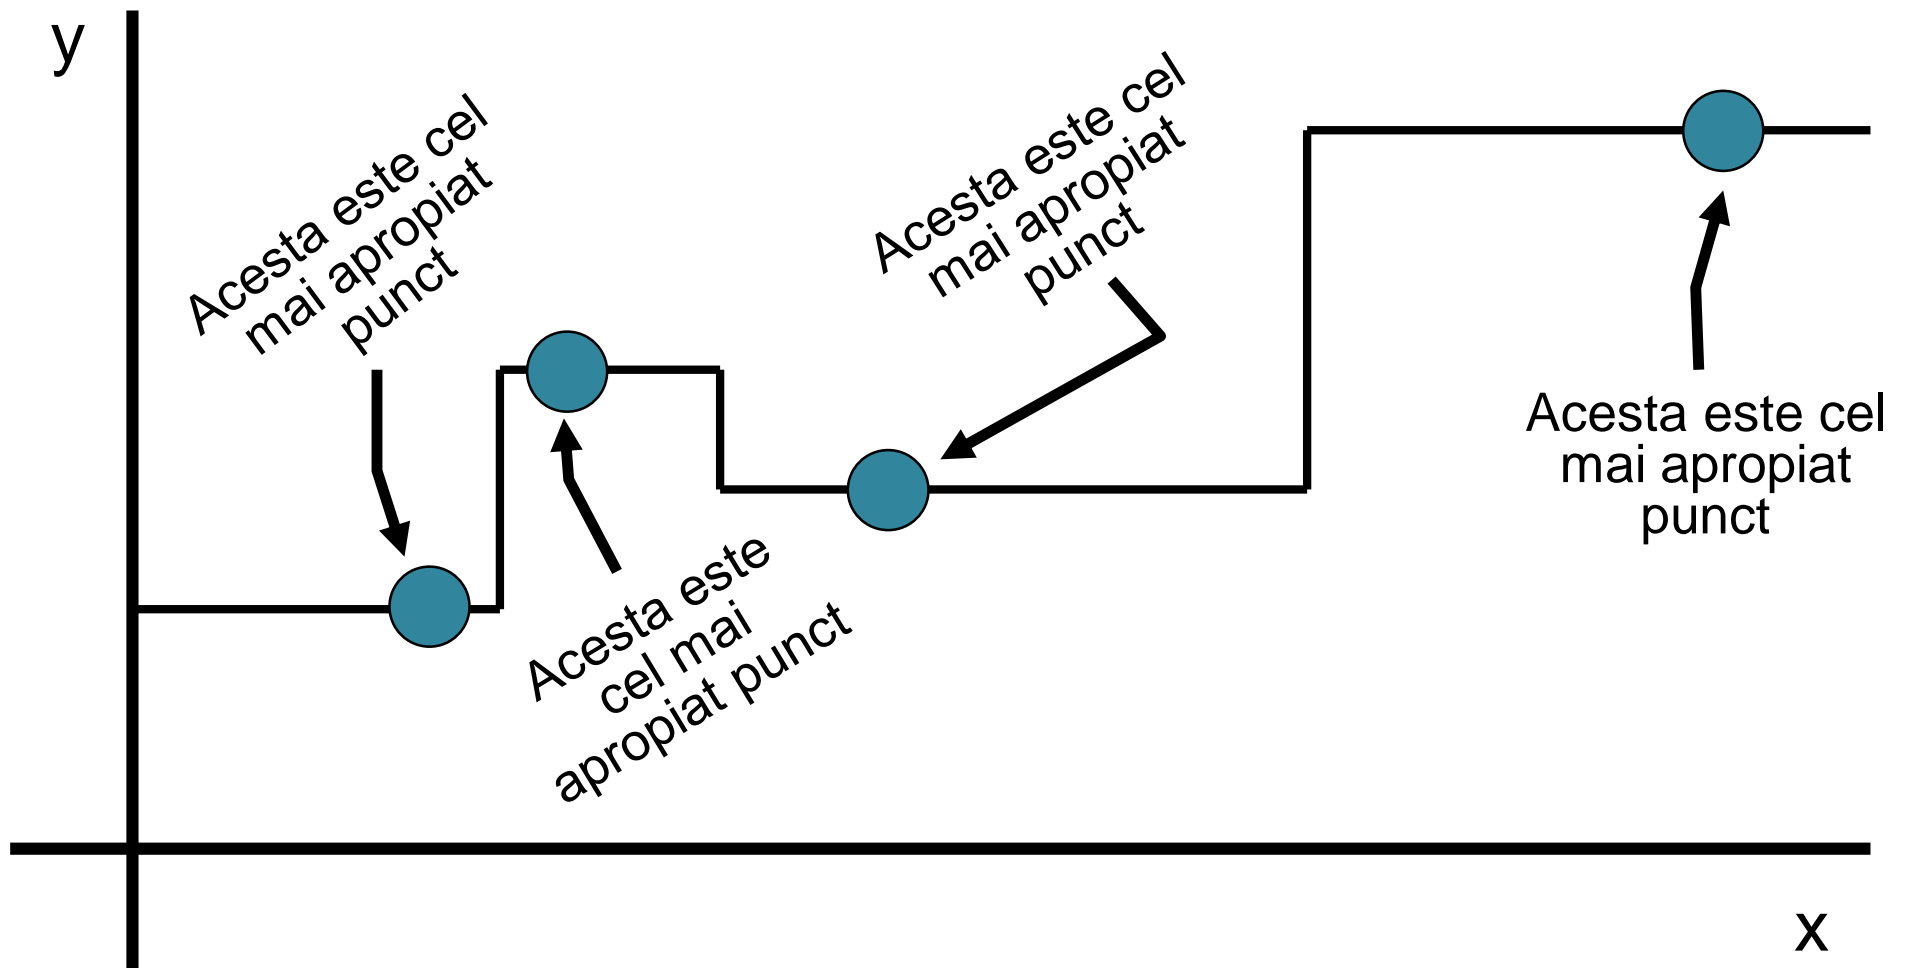 y
Acesta este cel
mai apropiat
punct
Acesta este cel
mai apropiat
punct
Acesta este
cel mai
apropiat punct
Acesta este cel
mai apropiat
punct
x